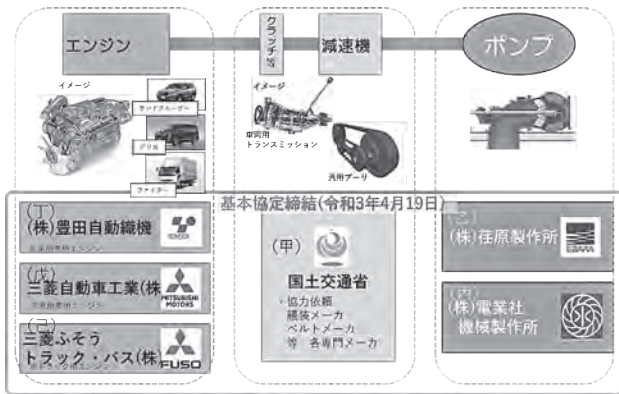 エンジン
クラッチ等
減速機
ポンプ
イメージ
ランドクルーザー
デリカ
ファイター
イメージ
車両用
トランスミッション
汎用プーリ
基本協定締結(令和3年4月19日)
(丁)
(株)豊田自動織機
(戊)
三菱自動車工業(株
MITSUBISHI
MOTORS
(己)
三菱ふそう
トラック・バス(株)
FUSO
(甲)
国土交通省
・協力依頼
艤装メーカ
ベルトメーカ
等 各専門メーカ
(乙)
(株)荏原製作所
EBARA
(丙)
(株)電業社
機械製作所